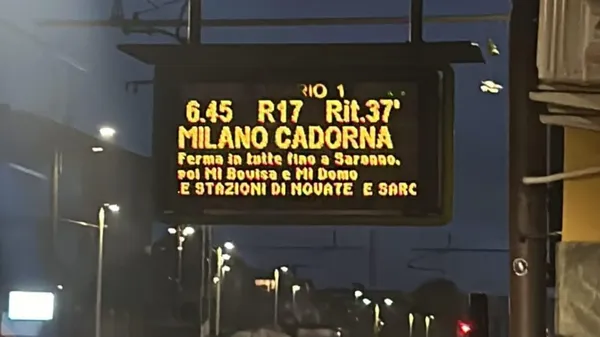 RIO 1
6.45 R17 Rit.37'
MILANO CADORNA
Ferma in tutte fino a Saronno,
poi MI Bovisa e MI Domo
LE STAZIONI DI NOVATE E SARC